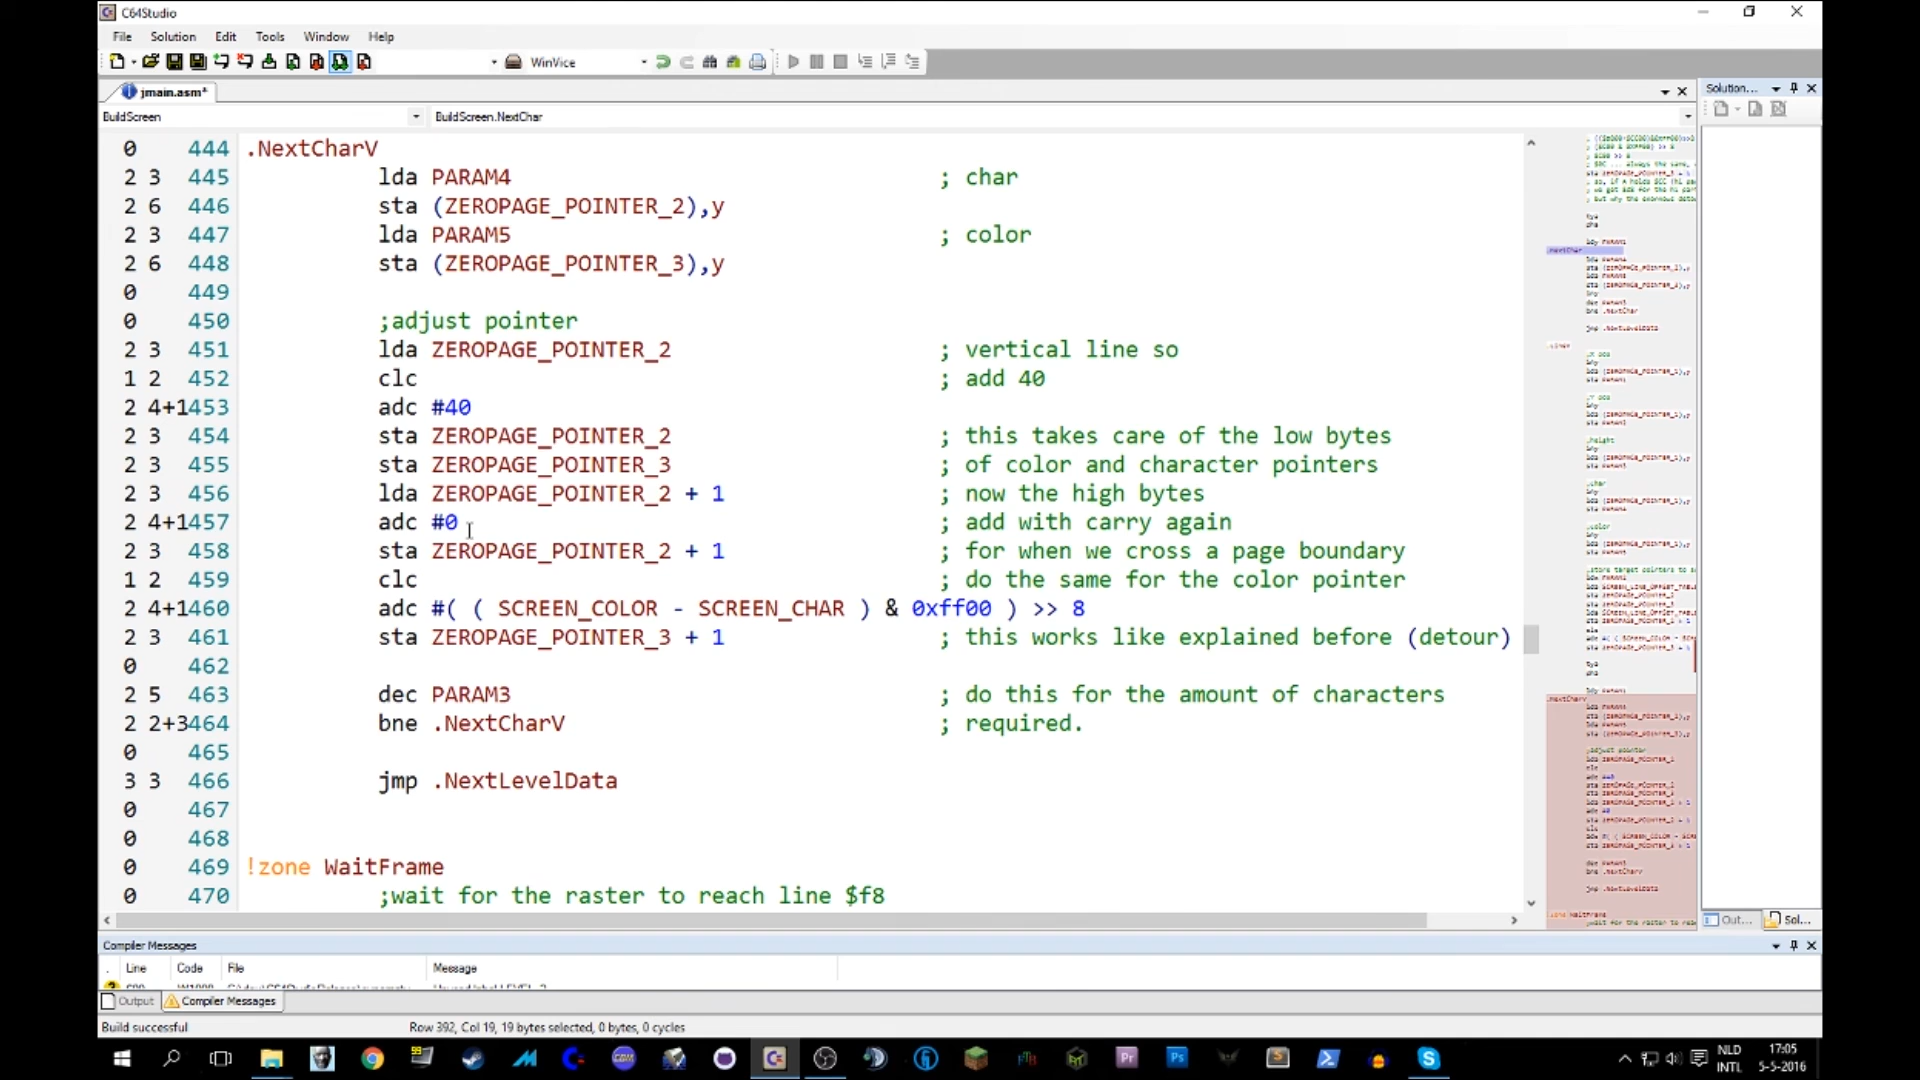 C64Studio
File Solution Edit Tools Window Help
WinVice
jmain.asm*
Solution...
BuildScreen BuildScreen.NextChar
0 444 .NextCharV
2 3 445 lda PARAM4 ; char
2 6 446 sta (ZEROPAGE_POINTER_2),y
2 3 447 lda PARAM5 ; color
2 6 448 sta (ZEROPAGE_POINTER_3),y
0 449
0 450 ;adjust pointer
2 3 451 lda ZEROPAGE_POINTER_2 ; vertical line so
1 2 452 clc ; add 40
2 4+1453 adc #40
2 3 454 sta ZEROPAGE_POINTER_2 ; this takes care of the low bytes
2 3 455 sta ZEROPAGE_POINTER_3 ; of color and character pointers
2 3 456 lda ZEROPAGE_POINTER_2 + 1 ; now the high bytes
2 4+1457 adc #0 ; add with carry again
2 3 458 sta ZEROPAGE_POINTER_2 + 1 ; for when we cross a page boundary
1 2 459 clc ; do the same for the color pointer
2 4+1460 adc #( ( SCREEN_COLOR - SCREEN_CHAR ) & 0xff00 ) >> 8
2 3 461 sta ZEROPAGE_POINTER_3 + 1 ; this works like explained before (detour)
0 462
2 5 463 dec PARAM3 ; do this for the amount of characters
2 2+3464 bne .NextCharV ; required.
0 465
3 3 466 jmp .NextLevelData
0 467
0 468
0 469 !zone WaitFrame
0 470 ;wait for the raster to reach line $f8
Out... Sol...
Compiler Messages
. Line Code File Message
Output Compiler Messages
Build successful Row 392, Col 19, 19 bytes selected, 0 bytes, 0 cycles
NLD 17:05
INTL 5-5-2016